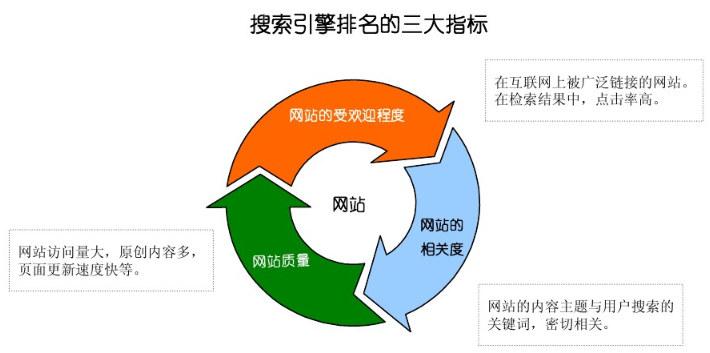 搜索引擎排名的三大指标
在互联网上被广泛链接的网站。
在检索结果中，点击率高。
网站的受欢迎程度
网站
网站的
相关度
网站访问量大，原创内容多，
页面更新速度快等。
网站质量
网站的内容主题与用户搜索的
关键词，密切相关。